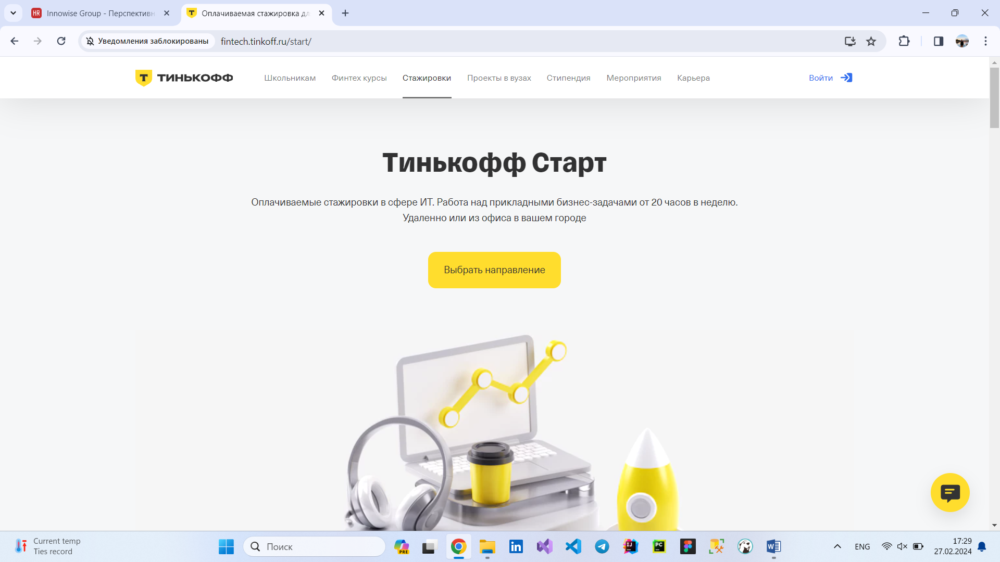 Innowise Group - Перспективн
Оплачиваемая стажировка дл
Уведомления заблокированы
fintech.tinkoff.ru/start/
ТИНЬКОФФ
Школьникам
Финтех курсы
Стажировки
Проекты в вузах
Стипендия
Мероприятия
Карьера
Войти
Тинькофф Старт
Оплачиваемые стажировки в сфере ИТ. Работа над прикладными бизнес-задачами от 20 часов в неделю.
Удаленно или из офиса в вашем городе
Выбрать направление
Current temp
Ties record
Поиск
PRE
ENG
17:29
27.02.2024